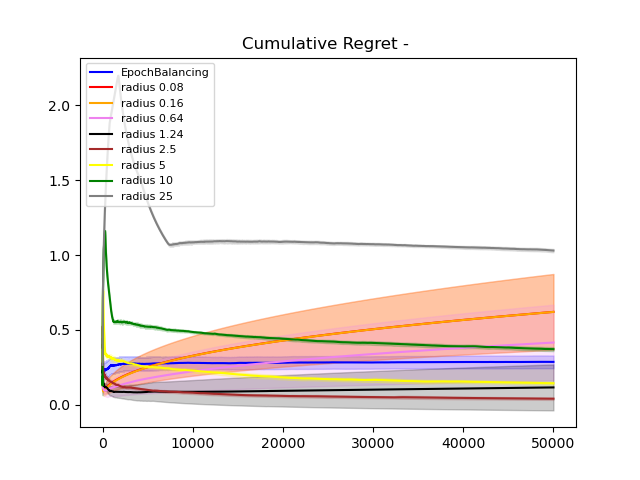 Cumulative Regret -
EpochBalancing
radius 0.08
radius 0.16
radius 0.64
radius 1.24
radius 2.5
radius 5
radius 10
radius 25
2.0
1.5
1.0
0.5
0.0
0 10000 20000 30000 40000 50000